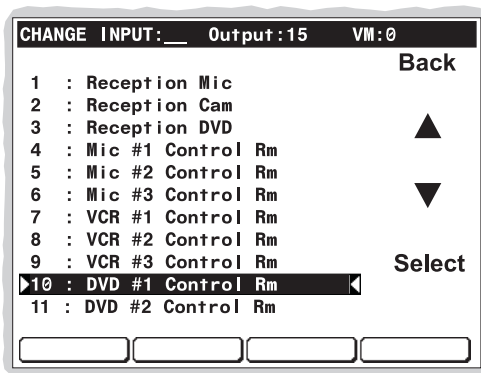 CHANGE INPUT:__ Output:15 VM:0
Back
1 : Reception Mic
2 : Reception Cam
3 : Reception DVD
4 : Mic #1 Control Rm
5 : Mic #2 Control Rm
6 : Mic #3 Control Rm
7 : VCR #1 Control Rm
8 : VCR #2 Control Rm
9 : VCR #3 Control Rm
Select
10 : DVD #1 Control Rm
11 : DVD #2 Control Rm